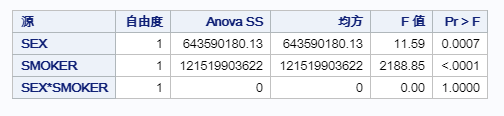 源 自由度 Anova SS 均方 F 值 Pr > F
SEX 1 643590180.13 643590180.13 11.59 0.0007
SMOKER 1 121519903622 121519903622 2188.85 <.0001
SEX*SMOKER 1 0 0 0.00 1.0000